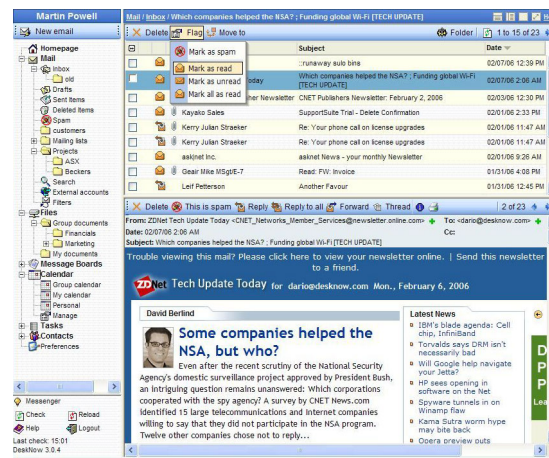 Martin Powell
Mail / Inbox / Which companies helped the NSA? ; Funding global Wi-Fi [TECH UPDATE]
New email
Delete Flag Move to Folder 1 to 15 of 23
Mark as spam
Mark as read
Mark as unread
Mark all as read
Subject Date
::runaway sulo bins 02/07/06 12:39 PM
oday Which companies helped the NSA? ; Funding global Wi-Fi [TECH UPDATE] 02/07/06 2:06 AM
her Newsletter CNET Publishers Newsletter: February 2, 2006 02/03/06 12:30 PM
Kayako Sales SupportSuite Trial - Delete Confirmation 02/01/06 2:33 PM
Kerry Julian Straeker Re: Your phone call on license upgrades 02/01/06 11:47 AM
Kerry Julian Straeker Re: Your phone call on license upgrades 02/01/06 11:47 AM
asknet Inc. asknet News - your monthly Newsletter 02/01/06 9:26 AM
Geair Mike MSgt/E-7 Read: FW: Invoice 01/31/06 4:08 PM
Leif Petterson Another Favour 01/31/06 12:45 PM
Homepage
Mail
Inbox
old
Drafts
Sent items
Deleted items
Spam
customers
Mailing lists
Projects
ASX
Beckers
Search
External accounts
Filters
Files
Group documents
Financials
Marketing
My documents
Message Boards
Calendar
Group calendar
My calendar
Personal
Manage
Tasks
Contacts
Preferences
Messenger
Check Reload
Help Logout
Last check: 15:01
DeskNow 3.0.4
Delete This is spam Reply Reply to all Forward Thread 2 of 23
From: ZDNet Tech Update Today <CNET_Networks_Member_Services@newsletter.online.com> To: <dario@desknow.com>
Date: 02/07/06 2:06 AM Cc:
Subject: Which companies helped the NSA? ; Funding global Wi-Fi [TECH UPDATE]
Trouble viewing this mail? Please click here to view your newsletter online. | Send this newsletter
to a friend.
ZDNet Tech Update Today for dario@desknow.com Mon., February 6, 2006
David Berlind
Some companies helped the
NSA, but who?
Even after the recent scrutiny of the National Security
Agency's domestic surveillance project approved by President Bush,
an intriguing question remains unanswered: Which corporations
cooperated with the spy agency? A survey by CNET News.com
identified 15 large telecommunications and Internet companies
willing to say that they did not participate in the NSA program.
Twelve other companies chose not to reply...
Latest News
IBM's blade agenda: Cell
chip, InfiniBand
Torvalds says DRM isn't
necessarily bad
Will Google help navigate
your Jetta?
HP sees opening in
software on the Net
Spyware tunnels in on
Winamp flaw
Kama Sutra worm hype
may bite back
Opera preview puts
D
P
P
Lea